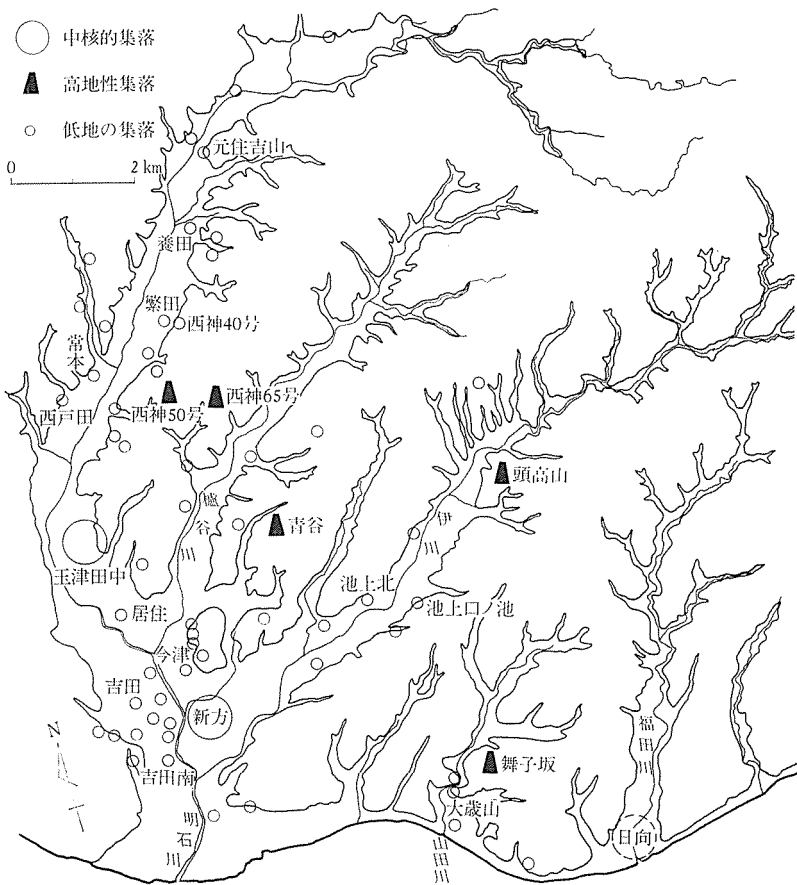 中核的集落
高地性集落
低地の集落
0 2 km
元住吉山
養田
繁田
西神40号
常本
西神50号
西神65号
西戸田
頭高山
櫨谷川
伊川
青谷
玉津田中
池上北
池上口ノ池
居住
今津
吉田
新方
N
福田川
舞子坂
吉田南
大歳山
明石川
日向
山田川